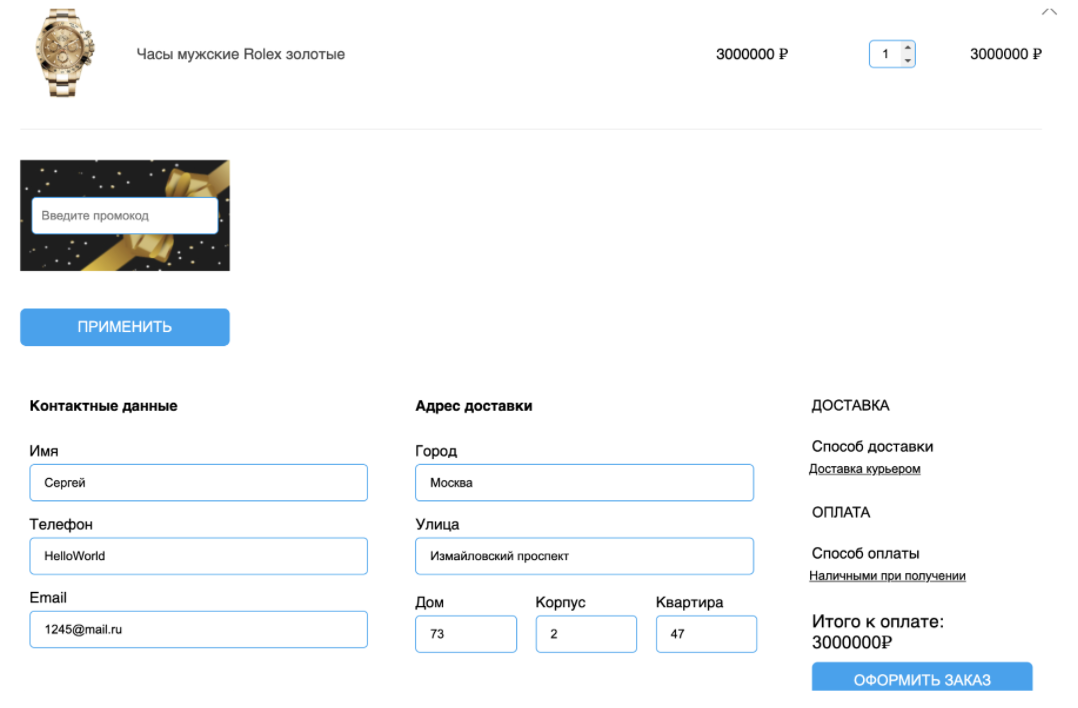 Часы мужские Rolex золотые 3000000 ₽ 1 3000000 ₽
Введите промокод
ПРИМЕНИТЬ
Контактные данные
Имя
Сергей
Телефон
HelloWorld
Email
1245@mail.ru
Адрес доставки
Город
Москва
Улица
Измайловский проспект
Дом Корпус Квартира
73 2 47
ДОСТАВКА
Способ доставки
Доставка курьером
ОПЛАТА
Способ оплаты
Наличными при получении
Итого к оплате:
3000000₽
ОФОРМИТЬ ЗАКАЗ